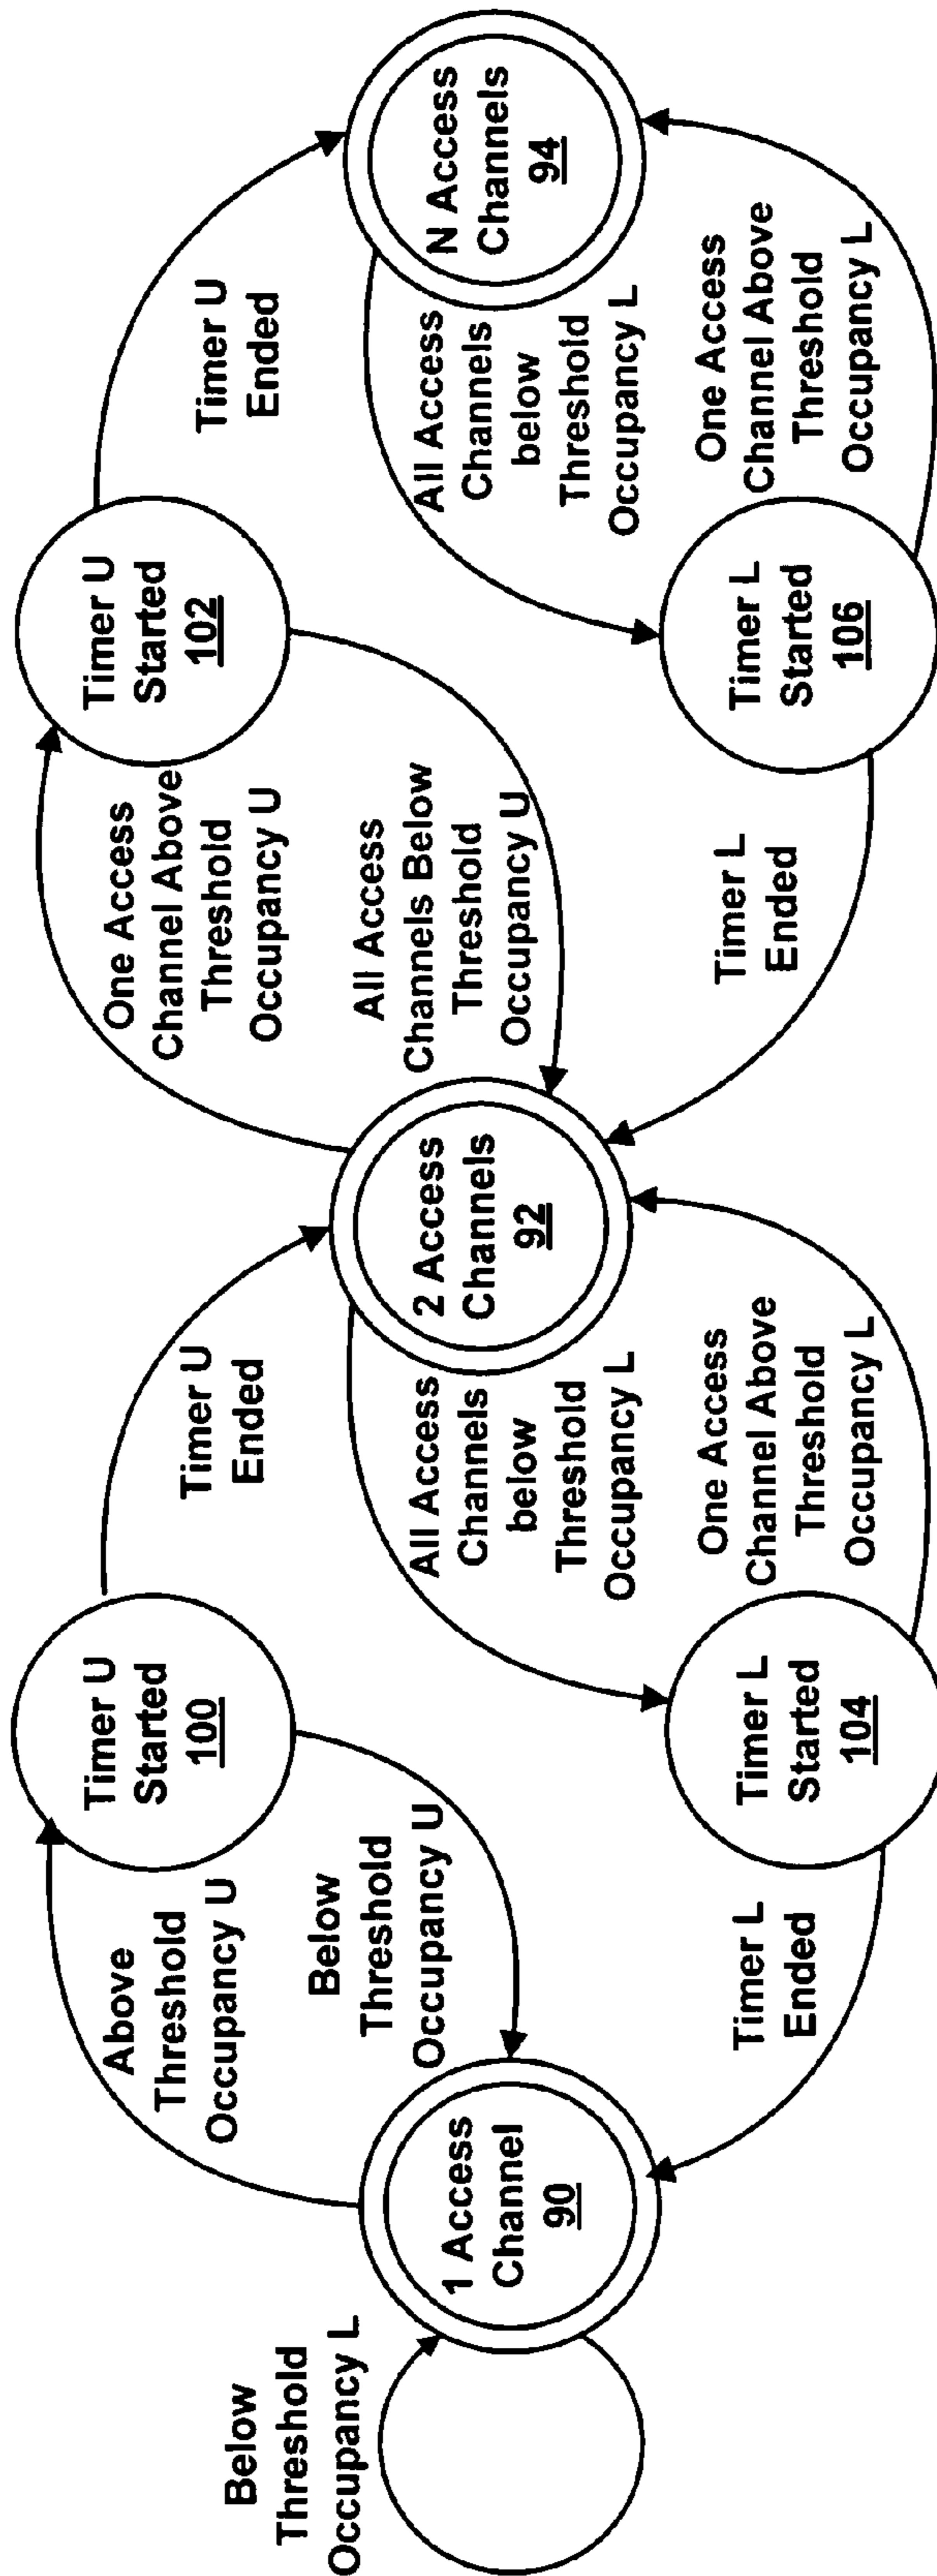 Below
Threshold
Occupancy L
1 Access
Channel
90
Above
Threshold
Occupancy U
Below
Threshold
Occupancy U
Timer L
Ended
Timer U
Started
100
Timer L
Started
104
Timer U
Ended
All Access
Channels
below
Threshold
Occupancy L
One Access
Channel Above
Threshold
Occupancy L
2 Access
Channels
92
One Access
Channel Above
Threshold
Occupancy U
All Access
Channels Below
Threshold
Occupancy U
Timer L
Ended
Timer U
Started
102
Timer L
Started
106
Timer U
Ended
All Access
Channels
below
Threshold
Occupancy L
One Access
Channel Above
Threshold
Occupancy L
N Access
Channels
94